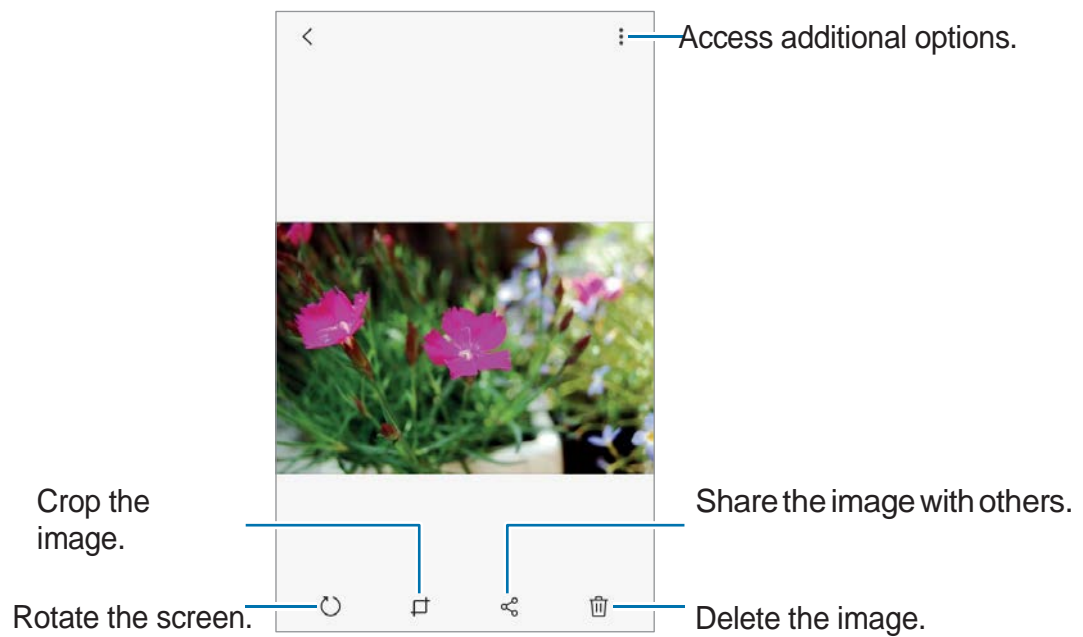 Access additional options.
Crop the
image.
Share the image with others.
Rotate the screen.
Delete the image.